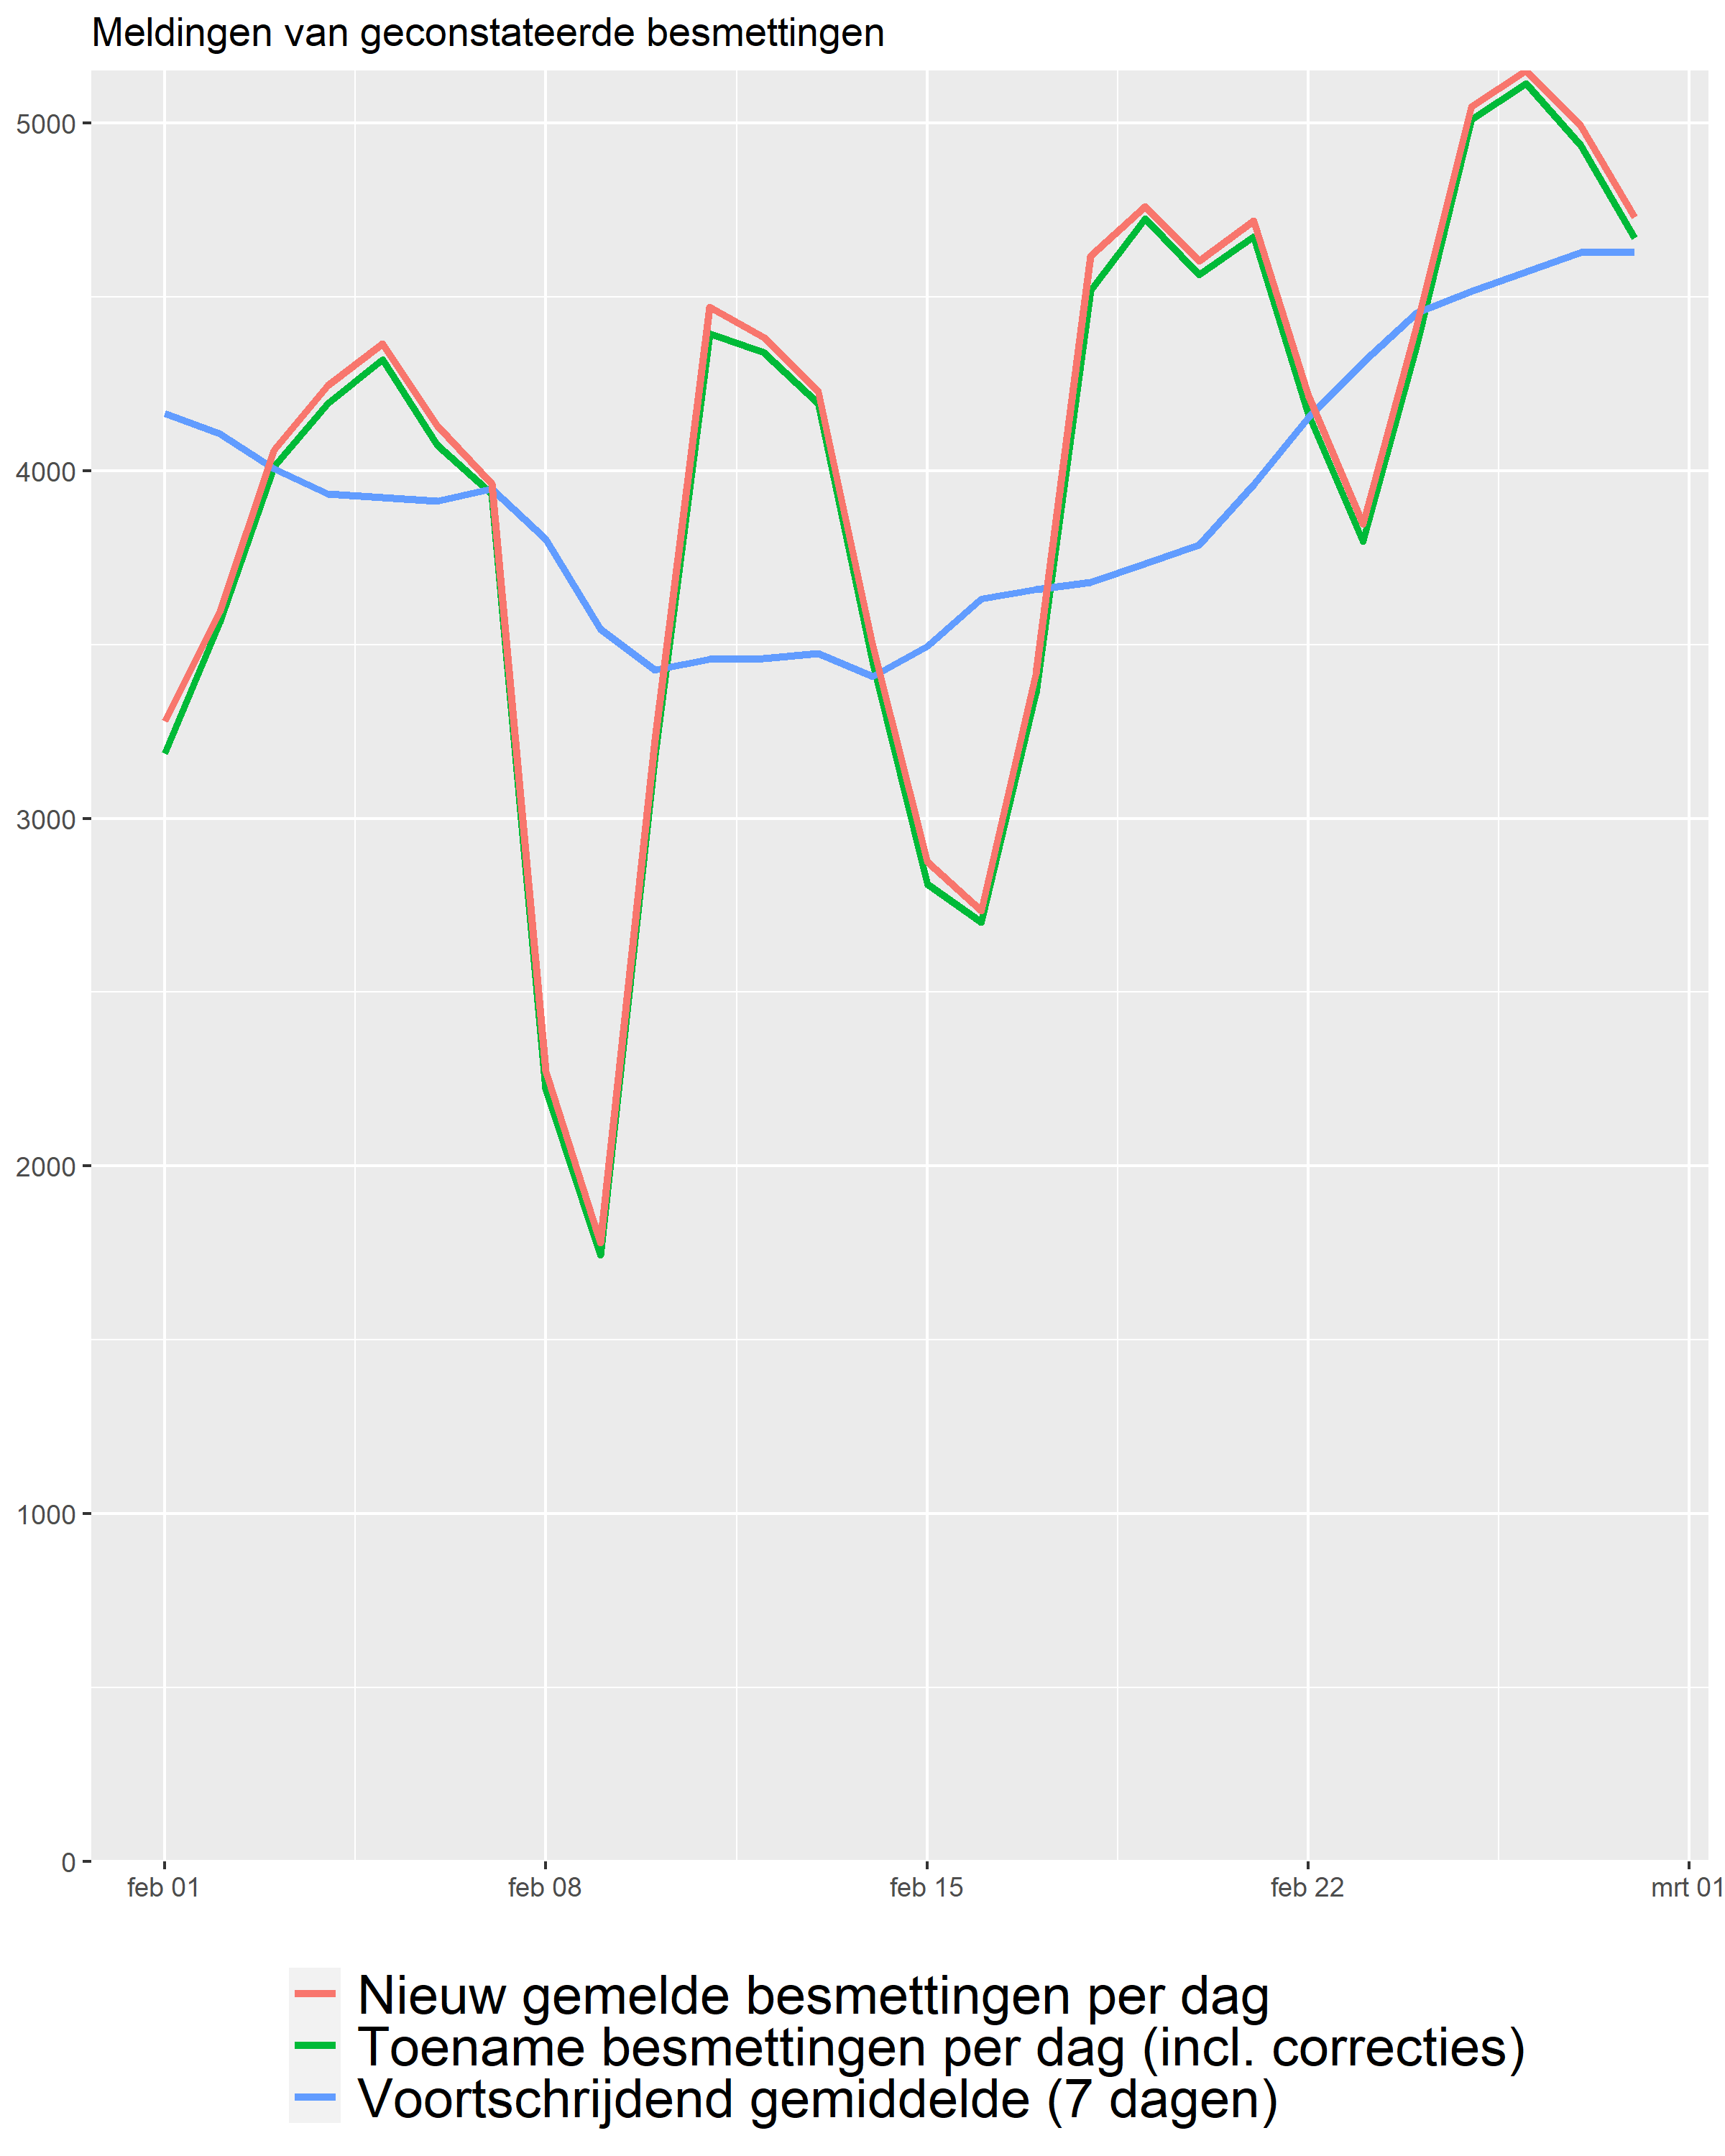 Meldingen van geconstateerde besmettingen
5000
4000
3000
2000
1000
0
feb 01 feb 08 feb 15 feb 22 mrt 01
Nieuw gemelde besmettingen per dag
Toename besmettingen per dag (incl. correcties)
Voortschrijdend gemiddelde (7 dagen)